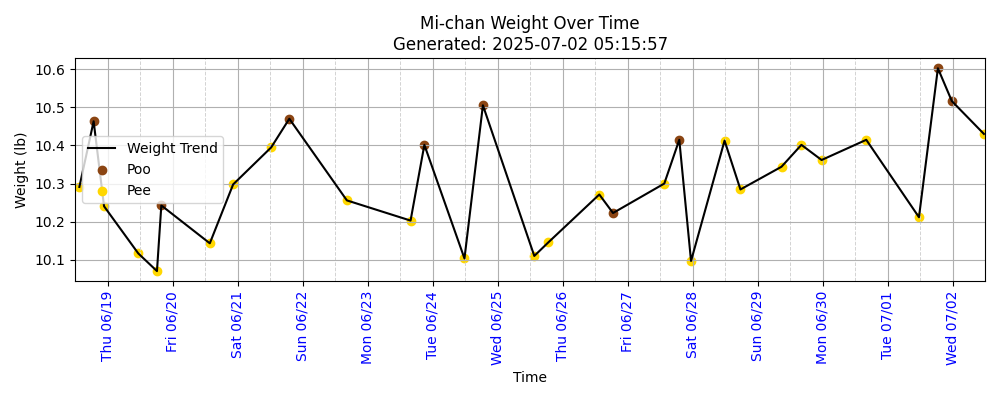 Mi-chan Weight Over Time
Generated: 2025-07-02 05:15:57
Weight (lb)
10.6
10.5
10.4
10.3
10.2
10.1
Weight Trend
Poo
Pee
Thu 06/19
Fri 06/20
Sat 06/21
Sun 06/22
Mon 06/23
Tue 06/24
Wed 06/25
Thu 06/26
Fri 06/27
Sat 06/28
Sun 06/29
Mon 06/30
Tue 07/01
Wed 07/02
Time